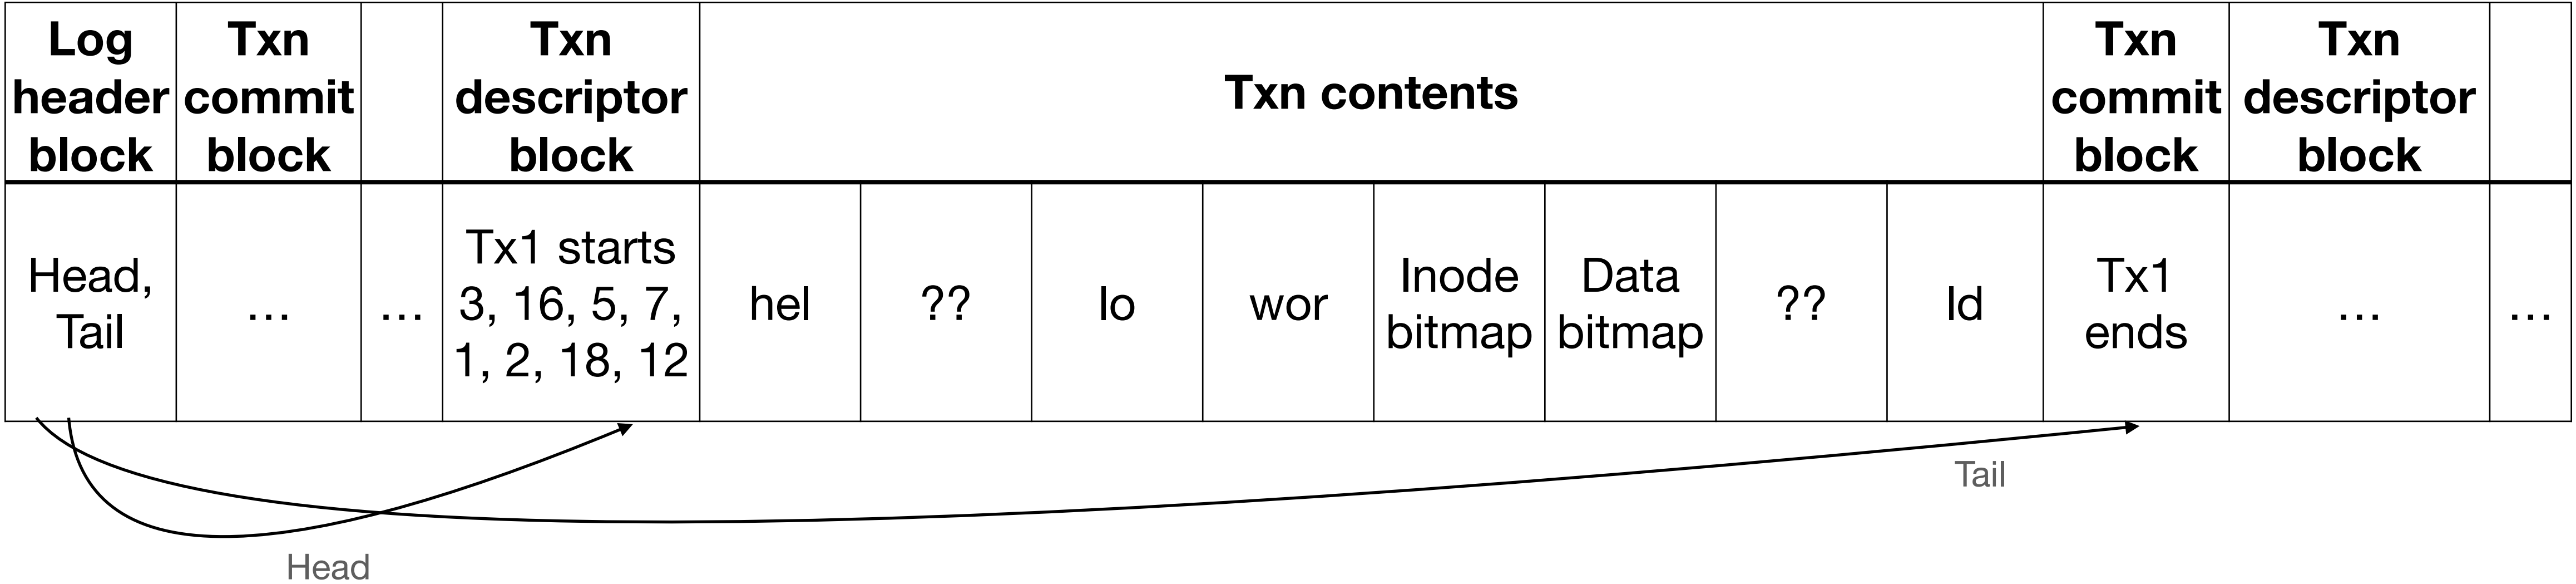 Log
header
block
Txn
commit
block
Txn
descriptor
block
Txn contents
Txn
commit
block
Txn
descriptor
block
Head,
Tail
...
...
Tx1 starts
3, 16, 5, 7,
1, 2, 18, 12
hel
??
lo
wor
Inode
bitmap
Data
bitmap
??
ld
Tx1
ends
...
...
Tail
Head